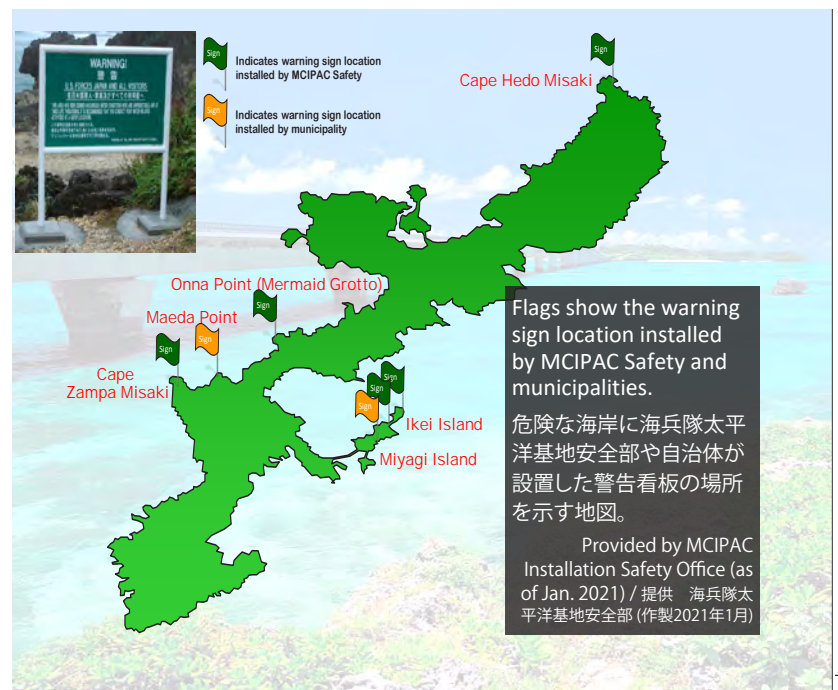 WARNING!
警告
U.S. FORCES JAPAN AND ALL VISITORS
Sign
Indicates warning sign location
installed by MCIPAC Safety
Sign
Indicates warning sign location
installed by municipality
Sign
Cape Hedo Misaki
Onna Point (Mermaid Grotto)
Sign
Maeda Point
Sign
Sign
Cape
Zampa Misaki
Sign
Sign
Sign
Ikei Island
Miyagi Island
Flags show the warning
sign location installed
by MCIPAC Safety and
municipalities.
危険な海岸に海兵隊太平
洋基地安全部や自治体が
設置した警告看板の場所
を示す地図。
Provided by MCIPAC
Installation Safety Office (as
of Jan. 2021) / 提供　海兵隊太
平洋基地安全部 (作製2021年1月)